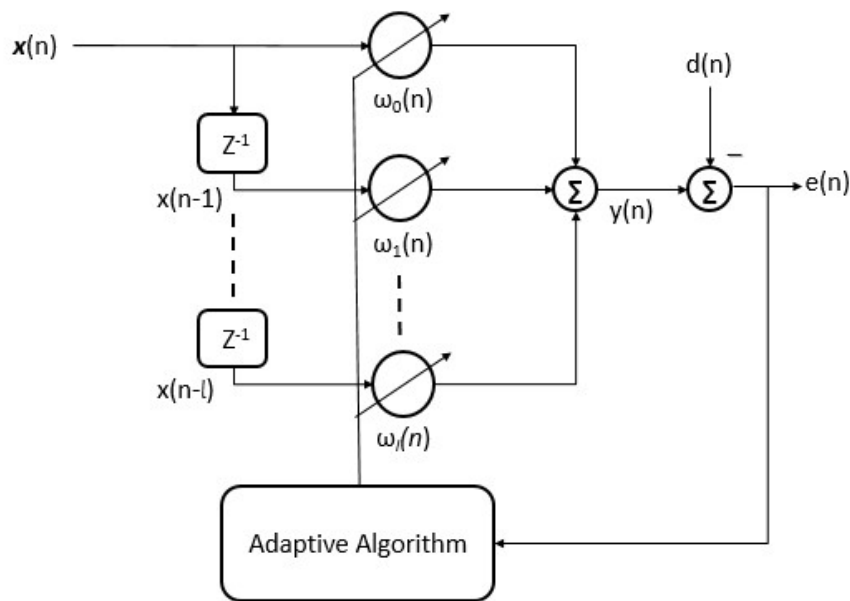 x(n)
d(n)
ω₀(n)
Z⁻¹
x(n-1)
Σ
Σ
e(n)
y(n)
ω₁(n)
Z⁻¹
x(n-l)
ωₗ(n)
Adaptive Algorithm
–